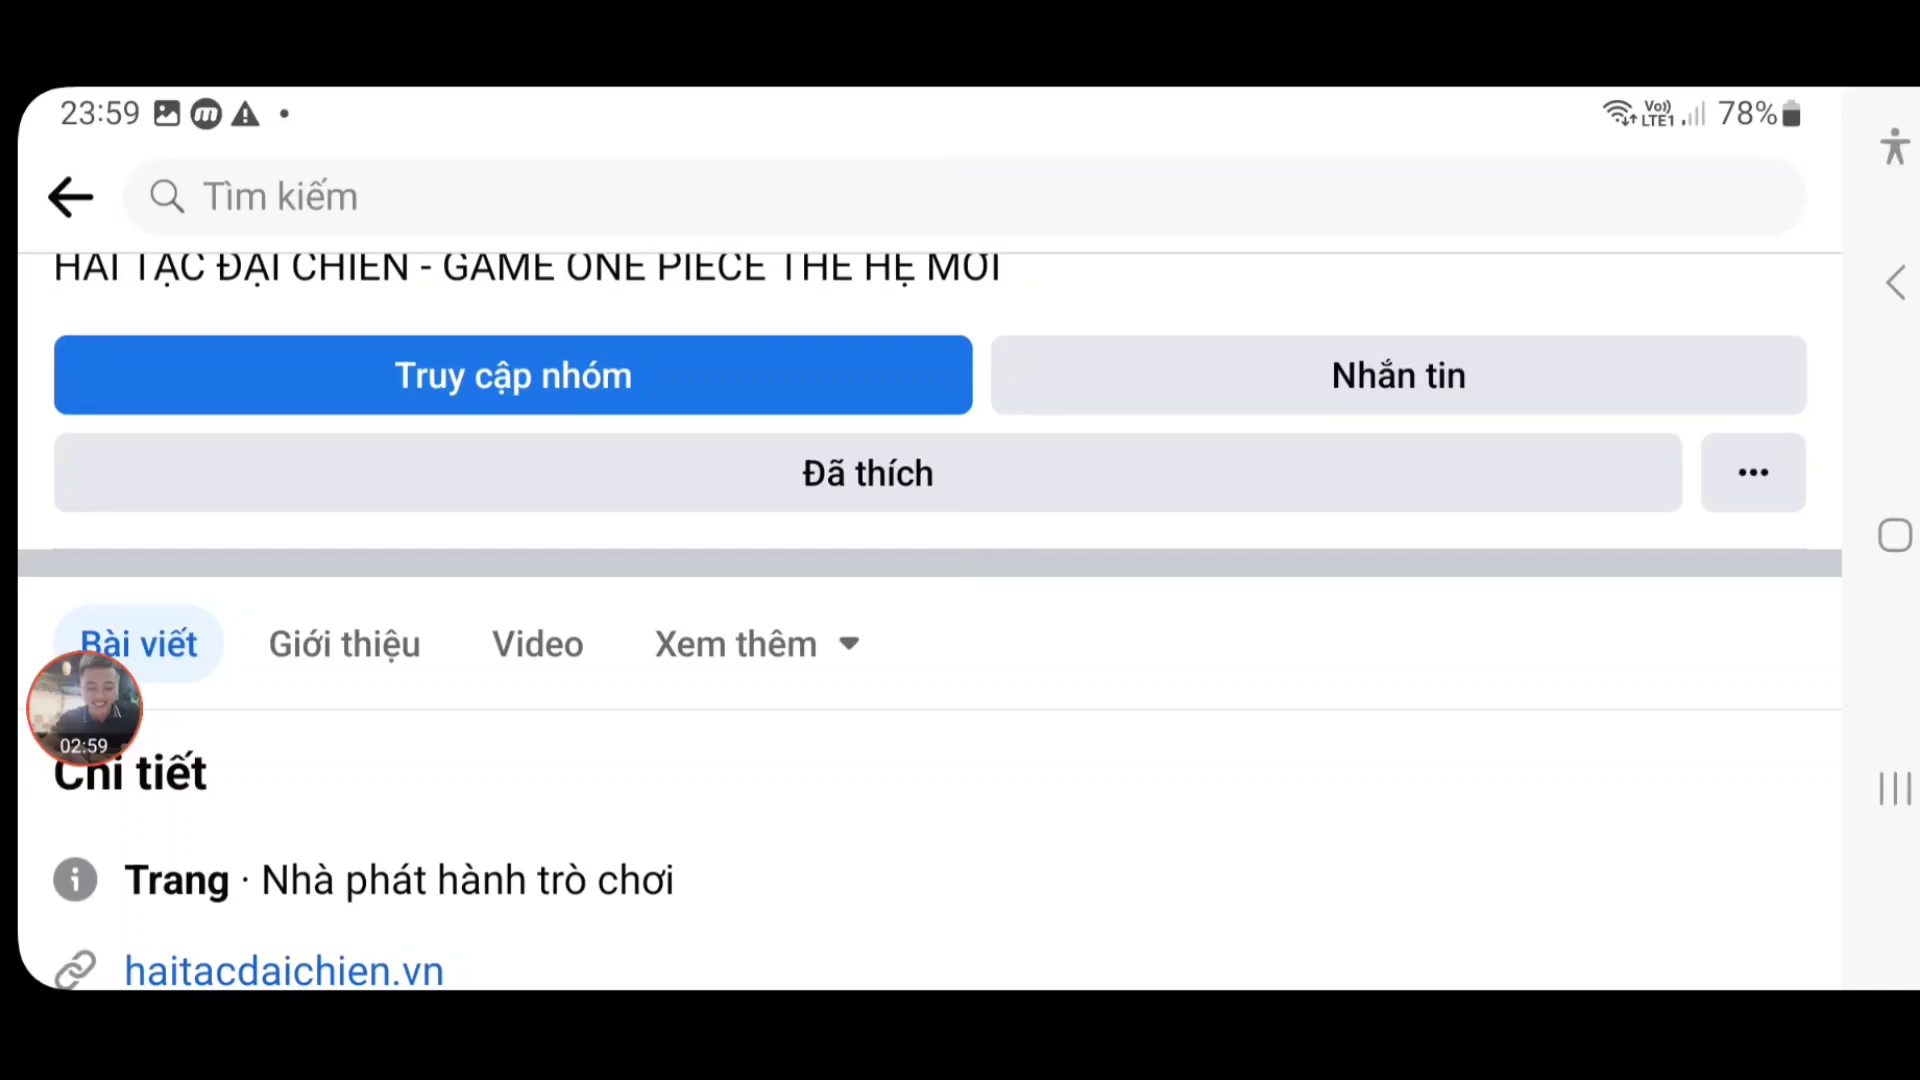 23:59
Vo)) LTE1 78%
Tìm kiếm
HẢI TẶC ĐẠI CHIẾN - GAME ONE PIECE THẾ HỆ MỚI
Truy cập nhóm
Nhắn tin
Đã thích
Bài viết
Giới thiệu
Video
Xem thêm
02:59
Chi tiết
Trang · Nhà phát hành trò chơi
haitacdaichien.vn